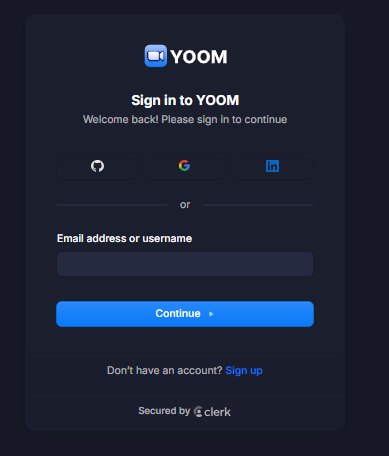 YOOM
Sign in to YOOM
Welcome back! Please sign in to continue
or
Email address or username
Continue
Don't have an account? Sign up
Secured by clerk